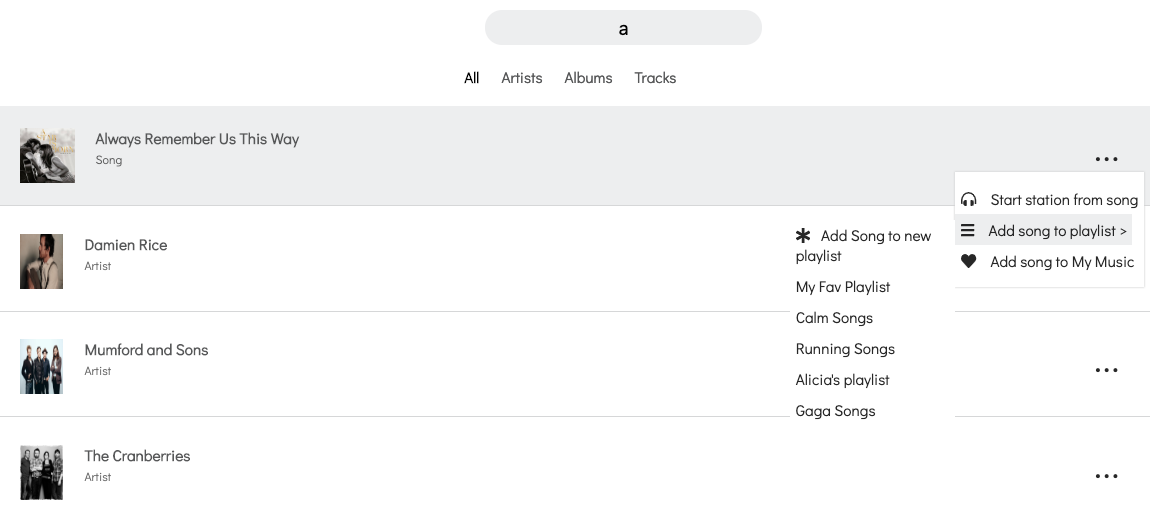 a
All Artists Albums Tracks
Always Remember Us This Way
Song
Start station from song
Add song to playlist >
Add song to My Music
Add Song to new
playlist
My Fav Playlist
Calm Songs
Running Songs
Alicia's playlist
Gaga Songs
Damien Rice
Artist
Mumford and Sons
Artist
The Cranberries
Artist